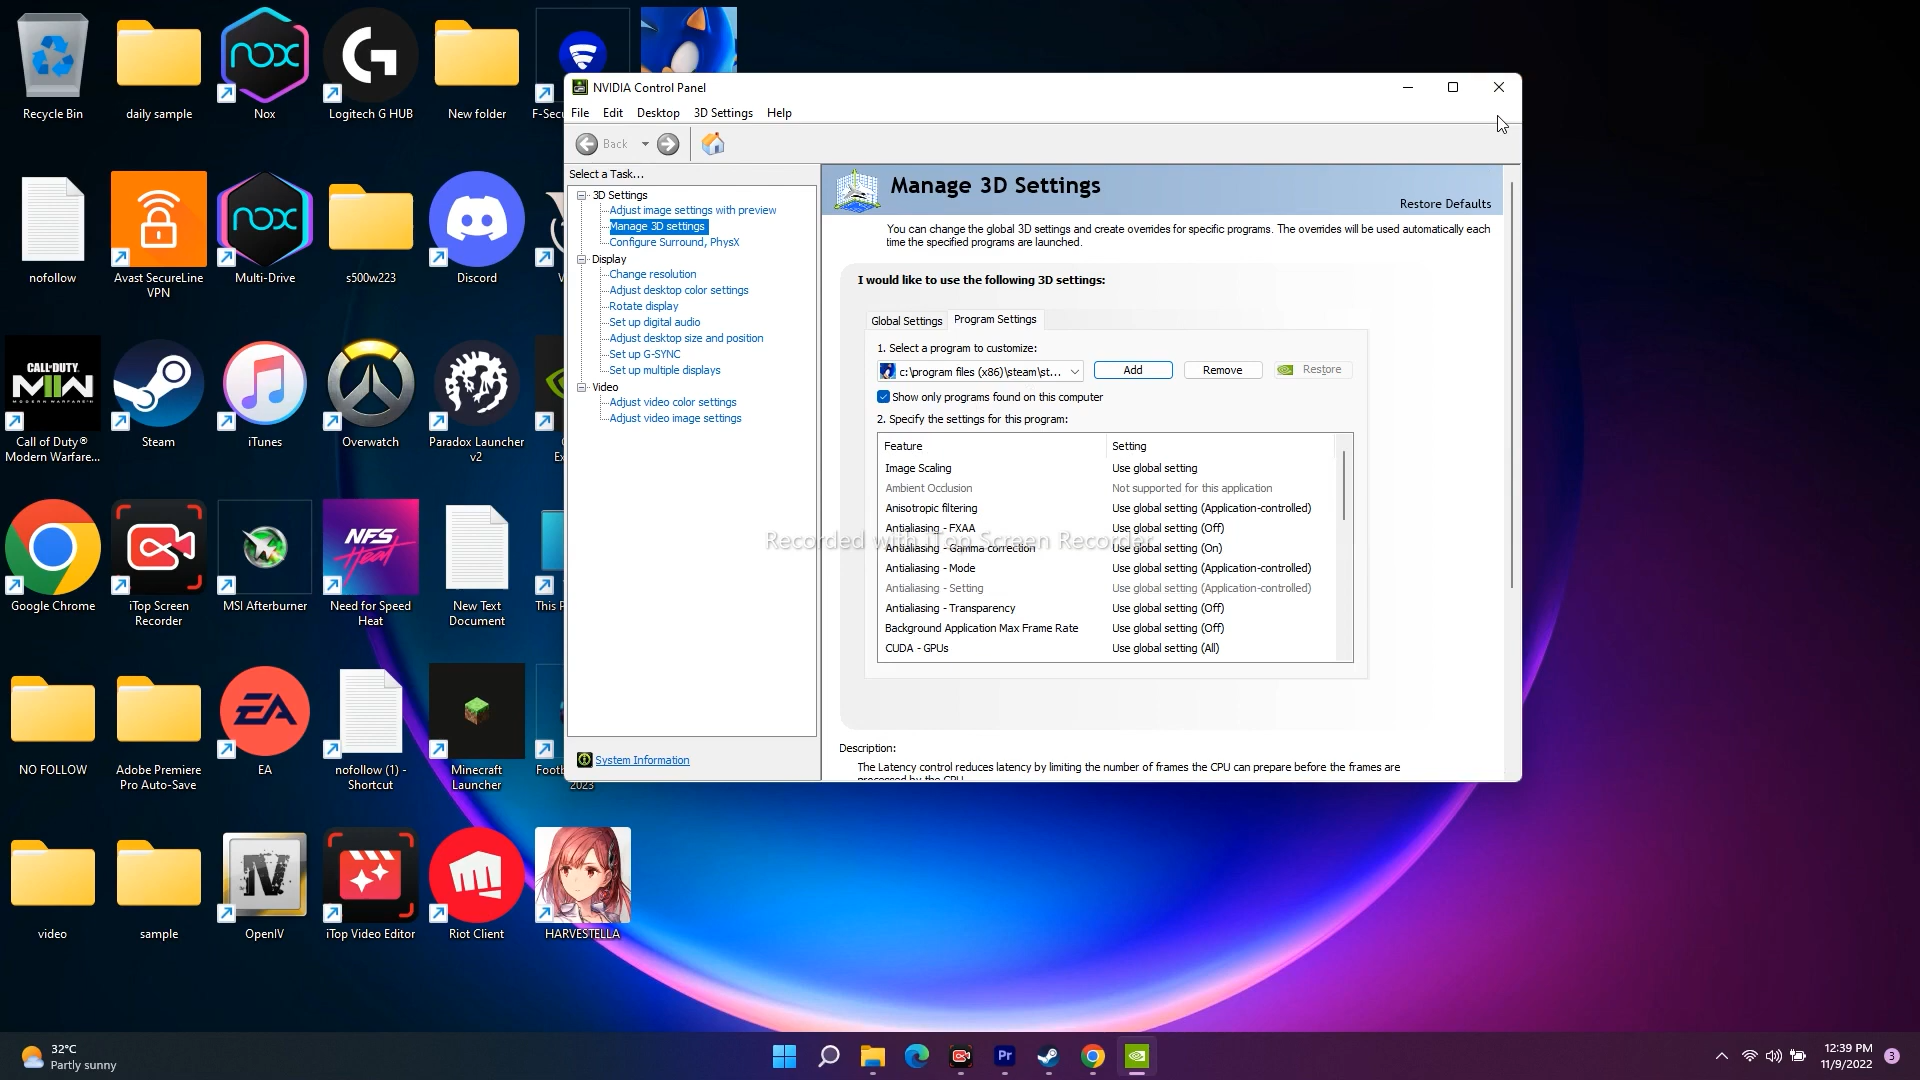 Recycle Bin
daily sample
Nox
Logitech G HUB
New folder
nofollow
Avast SecureLine
VPN
Multi-Drive
s500w223
Discord
CALL OF DUTY
MWII
MODERN WARFARE
Call of Duty®
Modern Warfare...
Steam
iTunes
Overwatch
Paradox Launcher
v2
Google Chrome
iTop Screen
Recorder
MSI Afterburner
NFS
Heat
Need for Speed
Heat
New Text
Document
This P
NO FOLLOW
Adobe Premiere
Pro Auto-Save
EA
EA
nofollow (1) -
Shortcut
Minecraft
Launcher
2023
video
sample
IV
OpenIV
iTop Video Editor
Riot Client
HARVESTELLA
NVIDIA Control Panel
File Edit Desktop 3D Settings Help
Back
Select a Task...
3D Settings
Adjust image settings with preview
Manage 3D settings
Configure Surround, PhysX
Display
Change resolution
Adjust desktop color settings
Rotate display
Set up digital audio
Adjust desktop size and position
Set up G-SYNC
Set up multiple displays
Video
Adjust video color settings
Adjust video image settings
System Information
Manage 3D Settings
Restore Defaults
You can change the global 3D settings and create overrides for specific programs. The overrides will be used automatically each
time the specified programs are launched.
I would like to use the following 3D settings:
Global Settings Program Settings
1. Select a program to customize:
c:\program files (x86)\steam\st... Add Remove Restore
Show only programs found on this computer
2. Specify the settings for this program:
Feature Setting
Image Scaling Use global setting
Ambient Occlusion Not supported for this application
Anisotropic filtering Use global setting (Application-controlled)
Antialiasing - FXAA Use global setting (Off)
Antialiasing - Gamma correction Use global setting (On)
Antialiasing - Mode Use global setting (Application-controlled)
Antialiasing - Setting Use global setting (Application-controlled)
Antialiasing - Transparency Use global setting (Off)
Background Application Max Frame Rate Use global setting (Off)
CUDA - GPUs Use global setting (All)
Recorded with iTop Screen Recorder
Description:
The Latency control reduces latency by limiting the number of frames the CPU can prepare before the frames are
32°C
Partly sunny
Pr
12:39 PM
11/9/2022
3